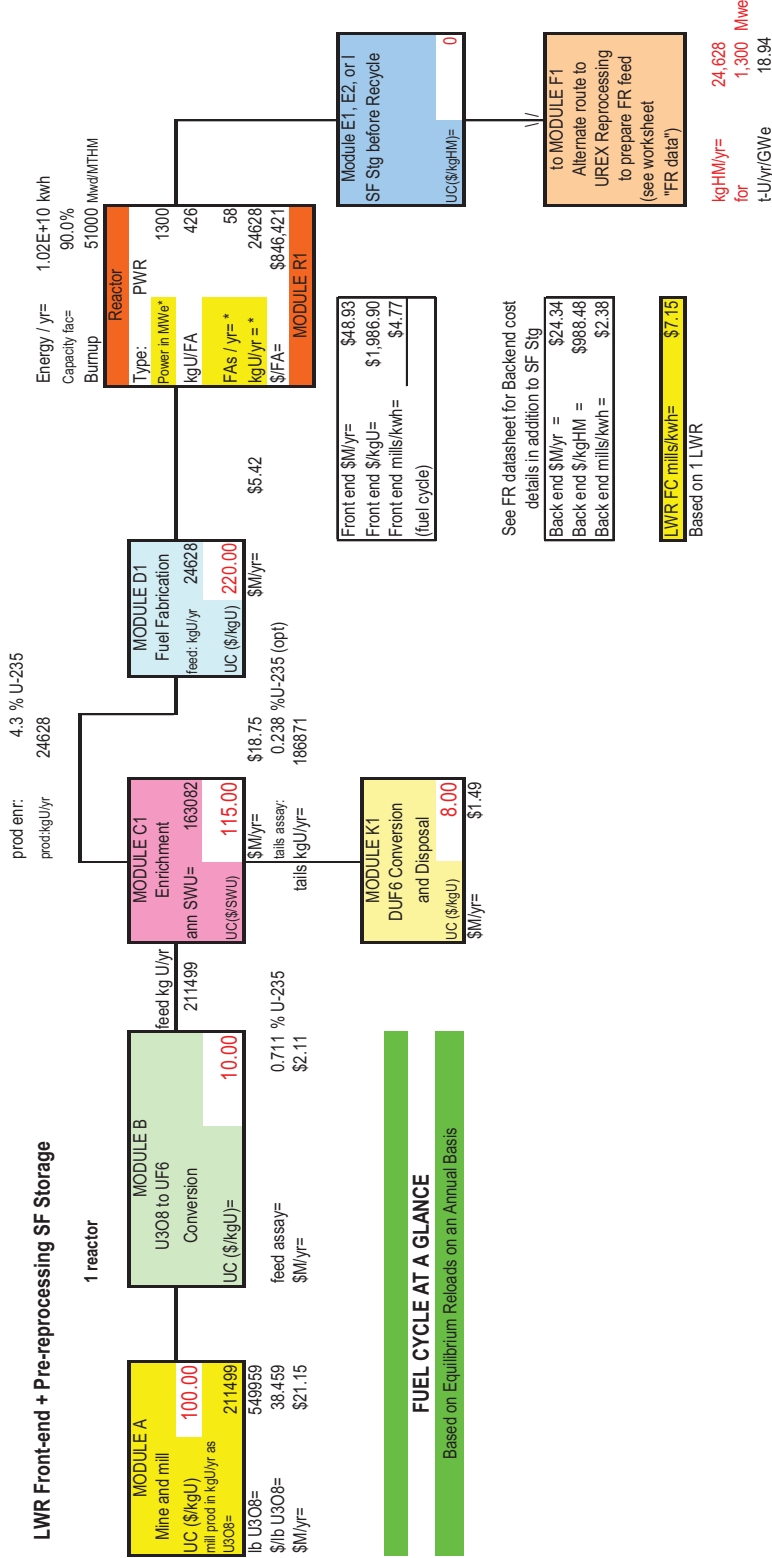 LWR Front-end + Pre-reprocessing SF Storage
1 reactor
prod enr: 4.3 % U-235
prod:kgU/yr 24628
Energy / yr= 1.02E+10 kwh
Capacity fac= 90.0%
Burnup 51000 Mwd/MTHM
MODULE A
Mine and mill
UC ($/kgU) 100.00
mill prod in kgU/yr as
U3O8= 211499
lb U3O8= 549959
$/lb U3O8= 38.459
$M/yr= $21.15
MODULE B
U3O8 to UF6
Conversion
UC ($/kgU)= 10.00
feed assay= 0.711 % U-235
$M/yr= $2.11
feed kg U/yr
211499
MODULE C1
Enrichment
ann SWU= 163082
UC($/SWU) 115.00
$M/yr= $18.75
tails assay: 0.238 %U-235 (opt)
tails kgU/yr= 186871
MODULE D1
Fuel Fabrication
feed: kgU/yr 24628
UC ($/kgU) 220.00
$M/yr= $5.42
Reactor
Type: PWR
Power in MWe* 1300
kgU/FA 426
FAs / yr= * 58
kgU/yr = * 24628
$/FA= $846,421
MODULE R1
MODULE K1
DUF6 Conversion
and Disposal
UC ($/kgU) 8.00
$M/yr= $1.49
Front end $M/yr= $48.93
Front end $/kgU= $1,986.90
Front end mills/kwh= $4.77
(fuel cycle)
Module E1, E2, or I
SF Stg before Recycle
UC($/kgHM)= 0
FUEL CYCLE AT A GLANCE
Based on Equilibrium Reloads on an Annual Basis
See FR datasheet for Backend cost
details in addition to SF Stg
Back end $M/yr = $24.34
Back end $/kgHM = $988.48
Back end mills/kwh = $2.38
LWR FC mills/kwh= $7.15
Based on 1 LWR
\/
to MODULE F1
Alternate route to
UREX Reprocessing
to prepare FR feed
(see worksheet
"FR data")
kgHM/yr= 24,628
for 1,300 Mwe
t-U/yr/GWe 18.94